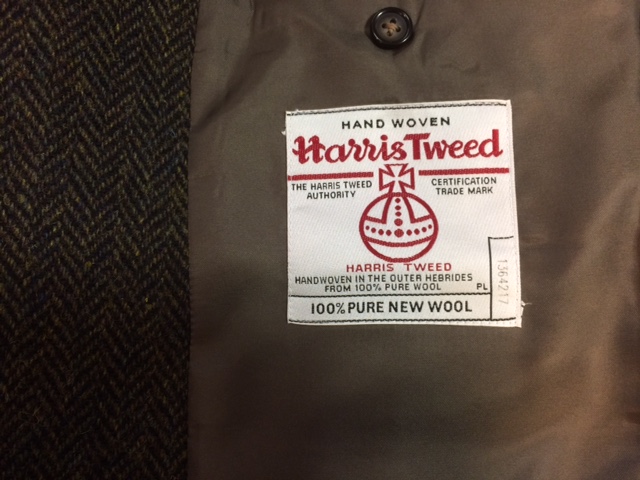 HAND WOVEN
Harris Tweed
THE HARRIS TWEED AUTHORITY
CERTIFICATION TRADE MARK
HARRIS TWEED
HANDWOVEN IN THE OUTER HEBRIDES
FROM 100% PURE WOOL
PL
1364217
100% PURE NEW WOOL